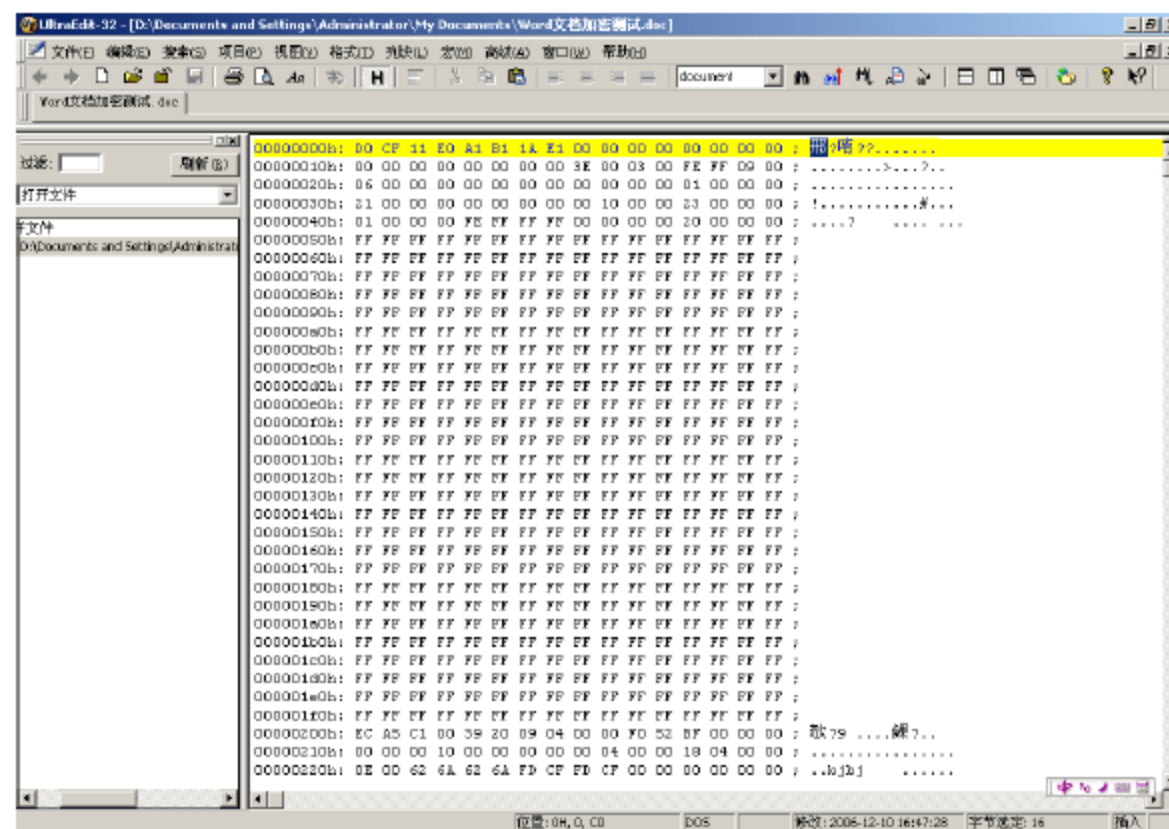 UltraEdit-32 - [D:\Documents and Settings\Administrator\My Documents\Word文档加密测试.doc]
文件(F) 编辑(E) 搜索(S) 项目(P) 视图(V) 格式(T) 列块(L) 宏(M) 高级(A) 窗口(W) 帮助(H)
document
Word文档加密测试.doc
过滤: 刷新(R)
打开文件
文件
D:\Documents and Settings\Administrat
00000000h: D0 CF 11 E0 A1 B1 1A E1 00 00 00 00 00 00 00 00 ;
00000010h: 00 00 00 00 00 00 00 00 3E 00 03 00 FE FF 09 00 ; ........>...?..
00000020h: 06 00 00 00 00 00 00 00 00 00 00 00 01 00 00 00 ; ................
00000030h: 21 00 00 00 00 00 00 00 00 10 00 00 23 00 00 00 ; !...........#...
00000040h: 01 00 00 00 FE FF FF FF 00 00 00 00 20 00 00 00 ; ....? .... ...
00000050h: FF FF FF FF FF FF FF FF FF FF FF FF FF FF FF FF ;
00000060h: FF FF FF FF FF FF FF FF FF FF FF FF FF FF FF FF ;
00000070h: FF FF FF FF FF FF FF FF FF FF FF FF FF FF FF FF ;
00000080h: FF FF FF FF FF FF FF FF FF FF FF FF FF FF FF FF ;
00000090h: FF FF FF FF FF FF FF FF FF FF FF FF FF FF FF FF ;
000000a0h: FF FF FF FF FF FF FF FF FF FF FF FF FF FF FF FF ;
000000b0h: FF FF FF FF FF FF FF FF FF FF FF FF FF FF FF FF ;
000000c0h: FF FF FF FF FF FF FF FF FF FF FF FF FF FF FF FF ;
000000d0h: FF FF FF FF FF FF FF FF FF FF FF FF FF FF FF FF ;
000000e0h: FF FF FF FF FF FF FF FF FF FF FF FF FF FF FF FF ;
000000f0h: FF FF FF FF FF FF FF FF FF FF FF FF FF FF FF FF ;
00000100h: FF FF FF FF FF FF FF FF FF FF FF FF FF FF FF FF ;
00000110h: FF FF FF FF FF FF FF FF FF FF FF FF FF FF FF FF ;
00000120h: FF FF FF FF FF FF FF FF FF FF FF FF FF FF FF FF ;
00000130h: FF FF FF FF FF FF FF FF FF FF FF FF FF FF FF FF ;
00000140h: FF FF FF FF FF FF FF FF FF FF FF FF FF FF FF FF ;
00000150h: FF FF FF FF FF FF FF FF FF FF FF FF FF FF FF FF ;
00000160h: FF FF FF FF FF FF FF FF FF FF FF FF FF FF FF FF ;
00000170h: FF FF FF FF FF FF FF FF FF FF FF FF FF FF FF FF ;
00000180h: FF FF FF FF FF FF FF FF FF FF FF FF FF FF FF FF ;
00000190h: FF FF FF FF FF FF FF FF FF FF FF FF FF FF FF FF ;
000001a0h: FF FF FF FF FF FF FF FF FF FF FF FF FF FF FF FF ;
000001b0h: FF FF FF FF FF FF FF FF FF FF FF FF FF FF FF FF ;
000001c0h: FF FF FF FF FF FF FF FF FF FF FF FF FF FF FF FF ;
000001d0h: FF FF FF FF FF FF FF FF FF FF FF FF FF FF FF FF ;
000001e0h: FF FF FF FF FF FF FF FF FF FF FF FF FF FF FF FF ;
000001f0h: FF FF FF FF FF FF FF FF FF FF FF FF FF FF FF FF ;
00000200h: EC A5 C1 00 39 20 09 04 00 00 F0 52 BF 00 00 00 ;
00000210h: 00 00 00 10 00 00 00 00 00 04 00 00 18 04 00 00 ; ................
00000220h: 0E 00 62 6A 62 6A FD CF FD CF 00 00 00 00 00 00 ; ..bjbj ......
中
位置: 0H, 0, C0 DOS 修改: 2006-12-10 16:47:28 字节选定: 16 插入